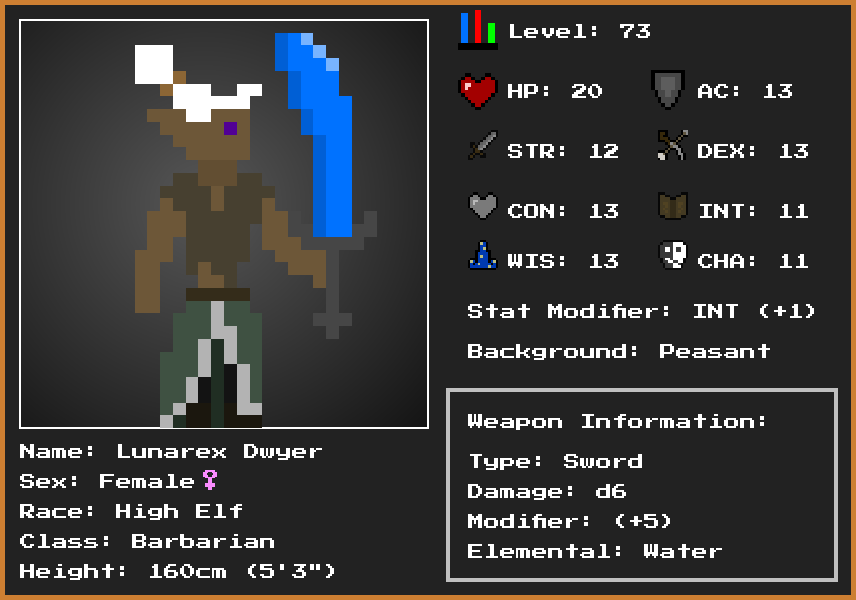 Level: 73
HP: 20
AC: 13
STR: 12
DEX: 13
CON: 13
INT: 11
WIS: 13
CHA: 11
Stat Modifier: INT (+1)
Background: Peasant
Weapon Information:
Type: Sword
Damage: d6
Modifier: (+5)
Elemental: Water
Name: Lunarex Dwyer
Sex: Female♀
Race: High Elf
Class: Barbarian
Height: 160cm (5'3")